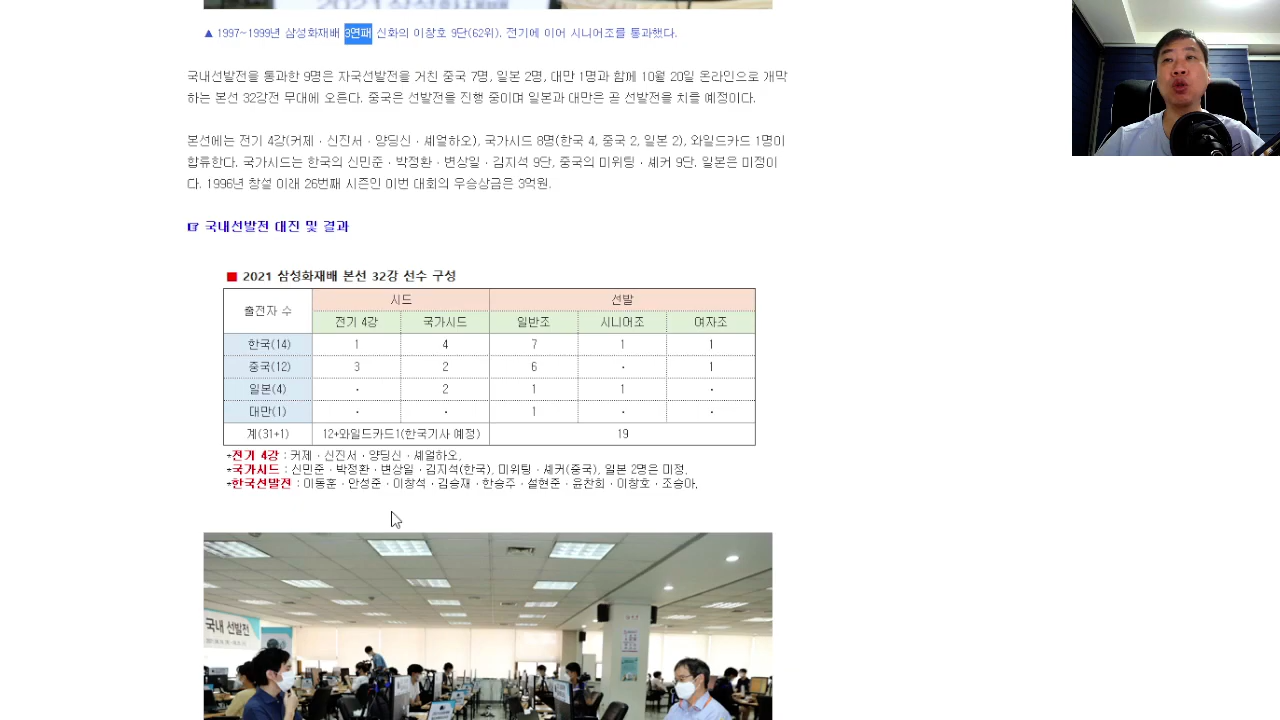 2021 삼성화재배
▲ 1997~1999년 삼성화재배 3연패 신화의 이창호 9단(62위). 전기에 이어 시니어조를 통과했다.
국내선발전을 통과한 9명은 자국선발전을 거친 중국 7명, 일본 2명, 대만 1명과 함께 10월 20일 온라인으로 개막
하는 본선 32강전 무대에 오른다. 중국은 선발전을 진행 중이며 일본과 대만은 곧 선발전을 치를 예정이다.
본선에는 전기 4강(커제 · 신진서 · 양딩신 · 셰얼하오), 국가시드 8명(한국 4, 중국 2, 일본 2), 와일드카드 1명이
합류한다. 국가시드는 한국의 신민준 · 박정환 · 변상일 · 김지석 9단, 중국의 미위팅 · 셰커 9단. 일본은 미정이
다. 1996년 창설 이래 26번째 시즌인 이번 대회의 우승상금은 3억원.
☞ 국내선발전 대진 및 결과
■ 2021 삼성화재배 본선 32강 선수 구성
출전자 수 시드 선발
전기 4강 국가시드 일반조 시니어조 여자조
한국(14) 1 4 7 1 1
중국(12) 3 2 6 · 1
일본(4) · 2 1 1 ·
대만(1) · · 1 · ·
계(31+1) 12+와일드카드1(한국기사 예정) 19
+전기 4강 : 커제 · 신진서 · 양딩신 · 셰얼하오.
+국가시드 : 신민준 · 박정환 · 변상일 · 김지석(한국), 미위팅 · 셰커(중국), 일본 2명은 미정.
+한국선발전 : 이동훈 · 안성준 · 이창석 · 김승재 · 한승주 · 설현준 · 윤찬희 · 이창호 · 조승아.
국내 선발전